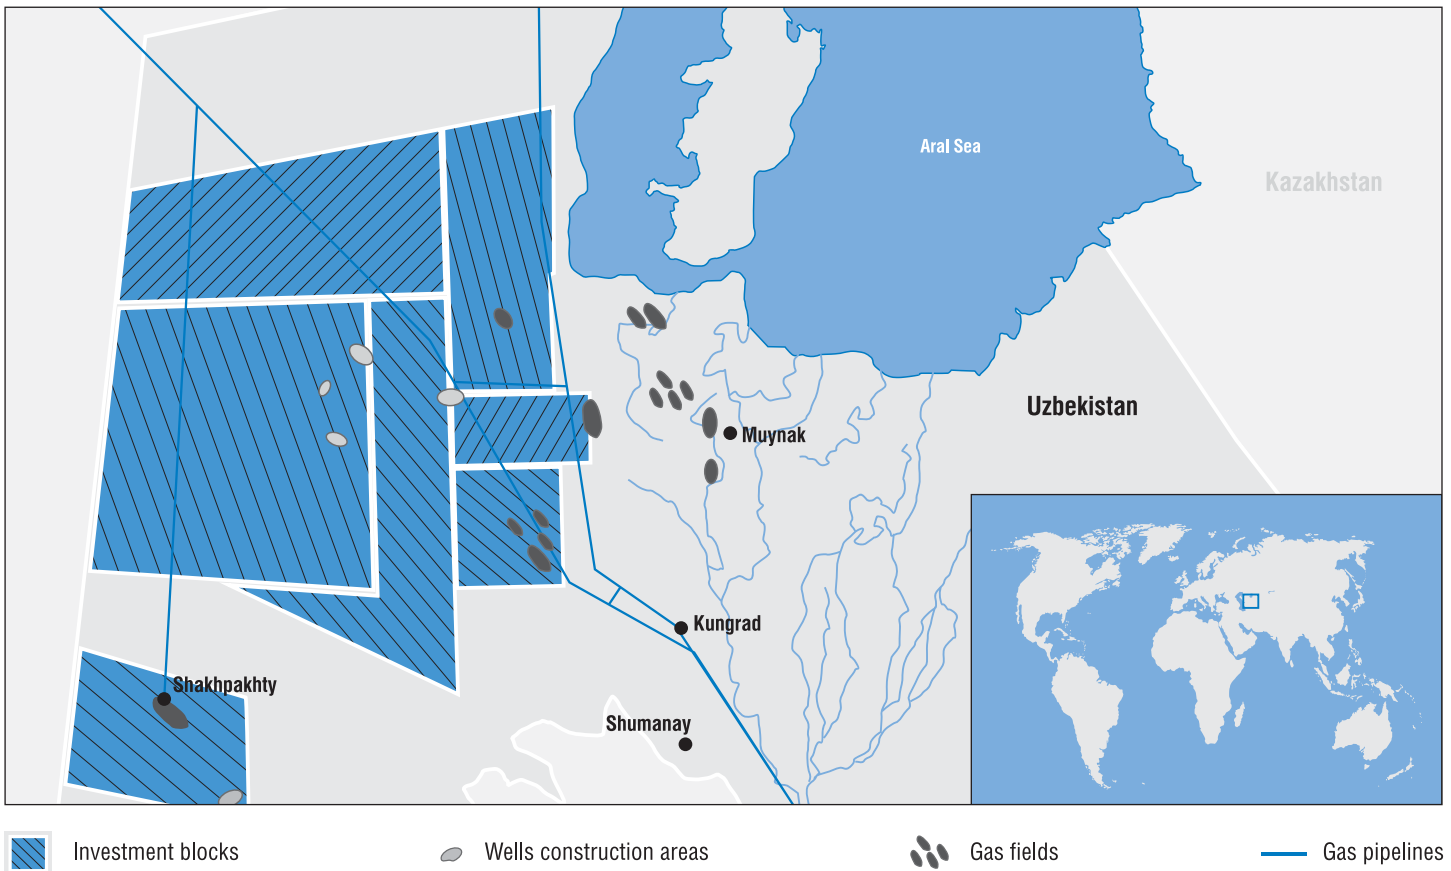 Aral Sea
Kazakhstan
Uzbekistan
Muynak
Kungrad
Shakhpakhty
Shumanay
Investment blocks
Wells construction areas
Gas fields
Gas pipelines